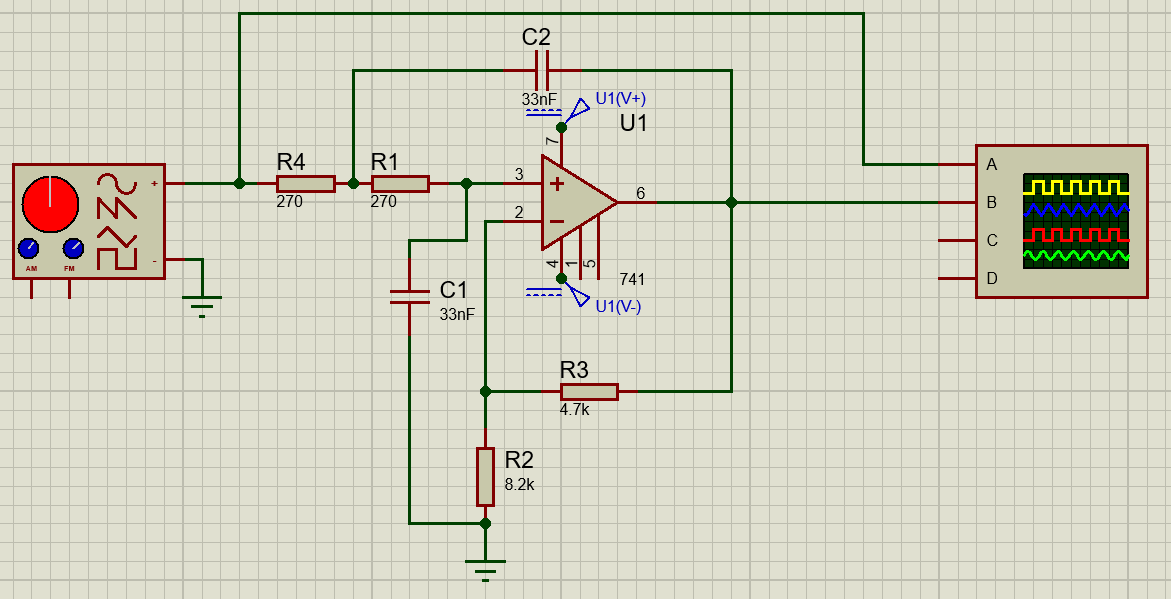 C2
33nF
U1(V+)
U1
7
R4
R1
270
270
3
2
6
4
1
5
741
U1(V-)
+
-
AM
FM
C1
33nF
R3
4.7k
R2
8.2k
A
B
C
D